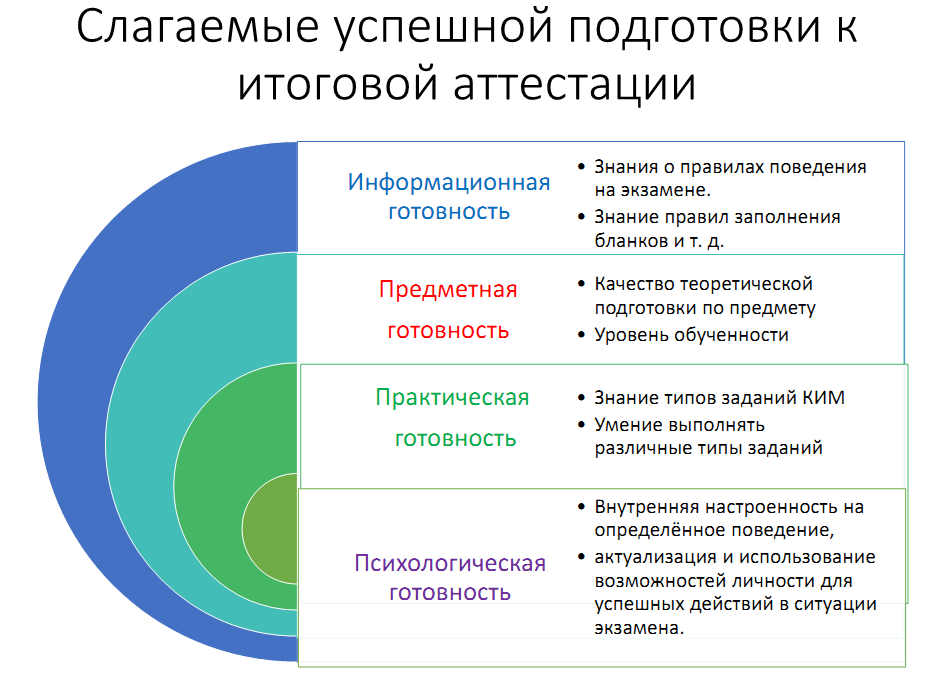 Слагаемые успешной подготовки к
итоговой аттестации
Информационная
готовность
• Знания о правилах поведения
на экзамене.
• Знание правил заполнения
бланков и т. д.
Предметная
готовность
• Качество теоретической
подготовки по предмету
• Уровень обученности
Практическая
готовность
• Знание типов заданий КИМ
• Умение выполнять
различные типы заданий
Психологическая
готовность
• Внутренняя настроенность на
определённое поведение,
• актуализация и использование
возможностей личности для
успешных действий в ситуации
экзамена.